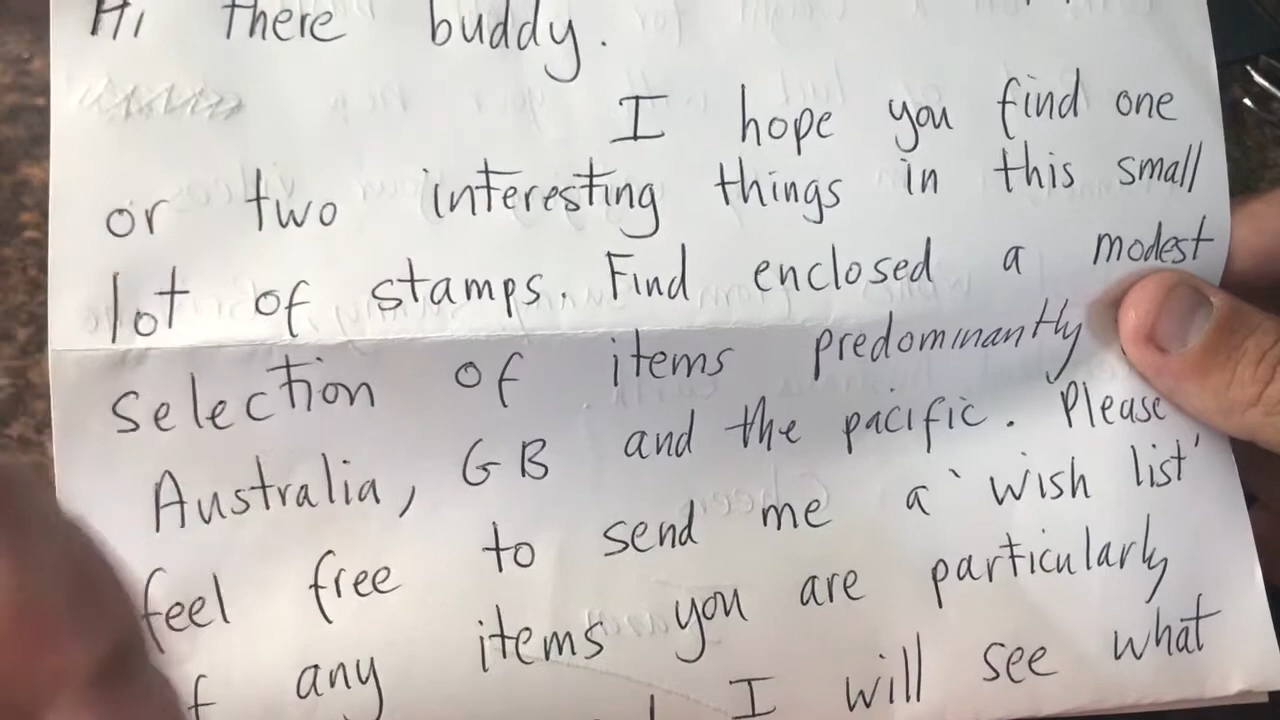 Hi there buddy.
I hope you find one
or two interesting things in this small
lot of stamps. Find enclosed a modest
selection of items predominantly
Australia, GB and the pacific. Please
feel free to send me a 'wish list'
any items you are particularly
I will see what